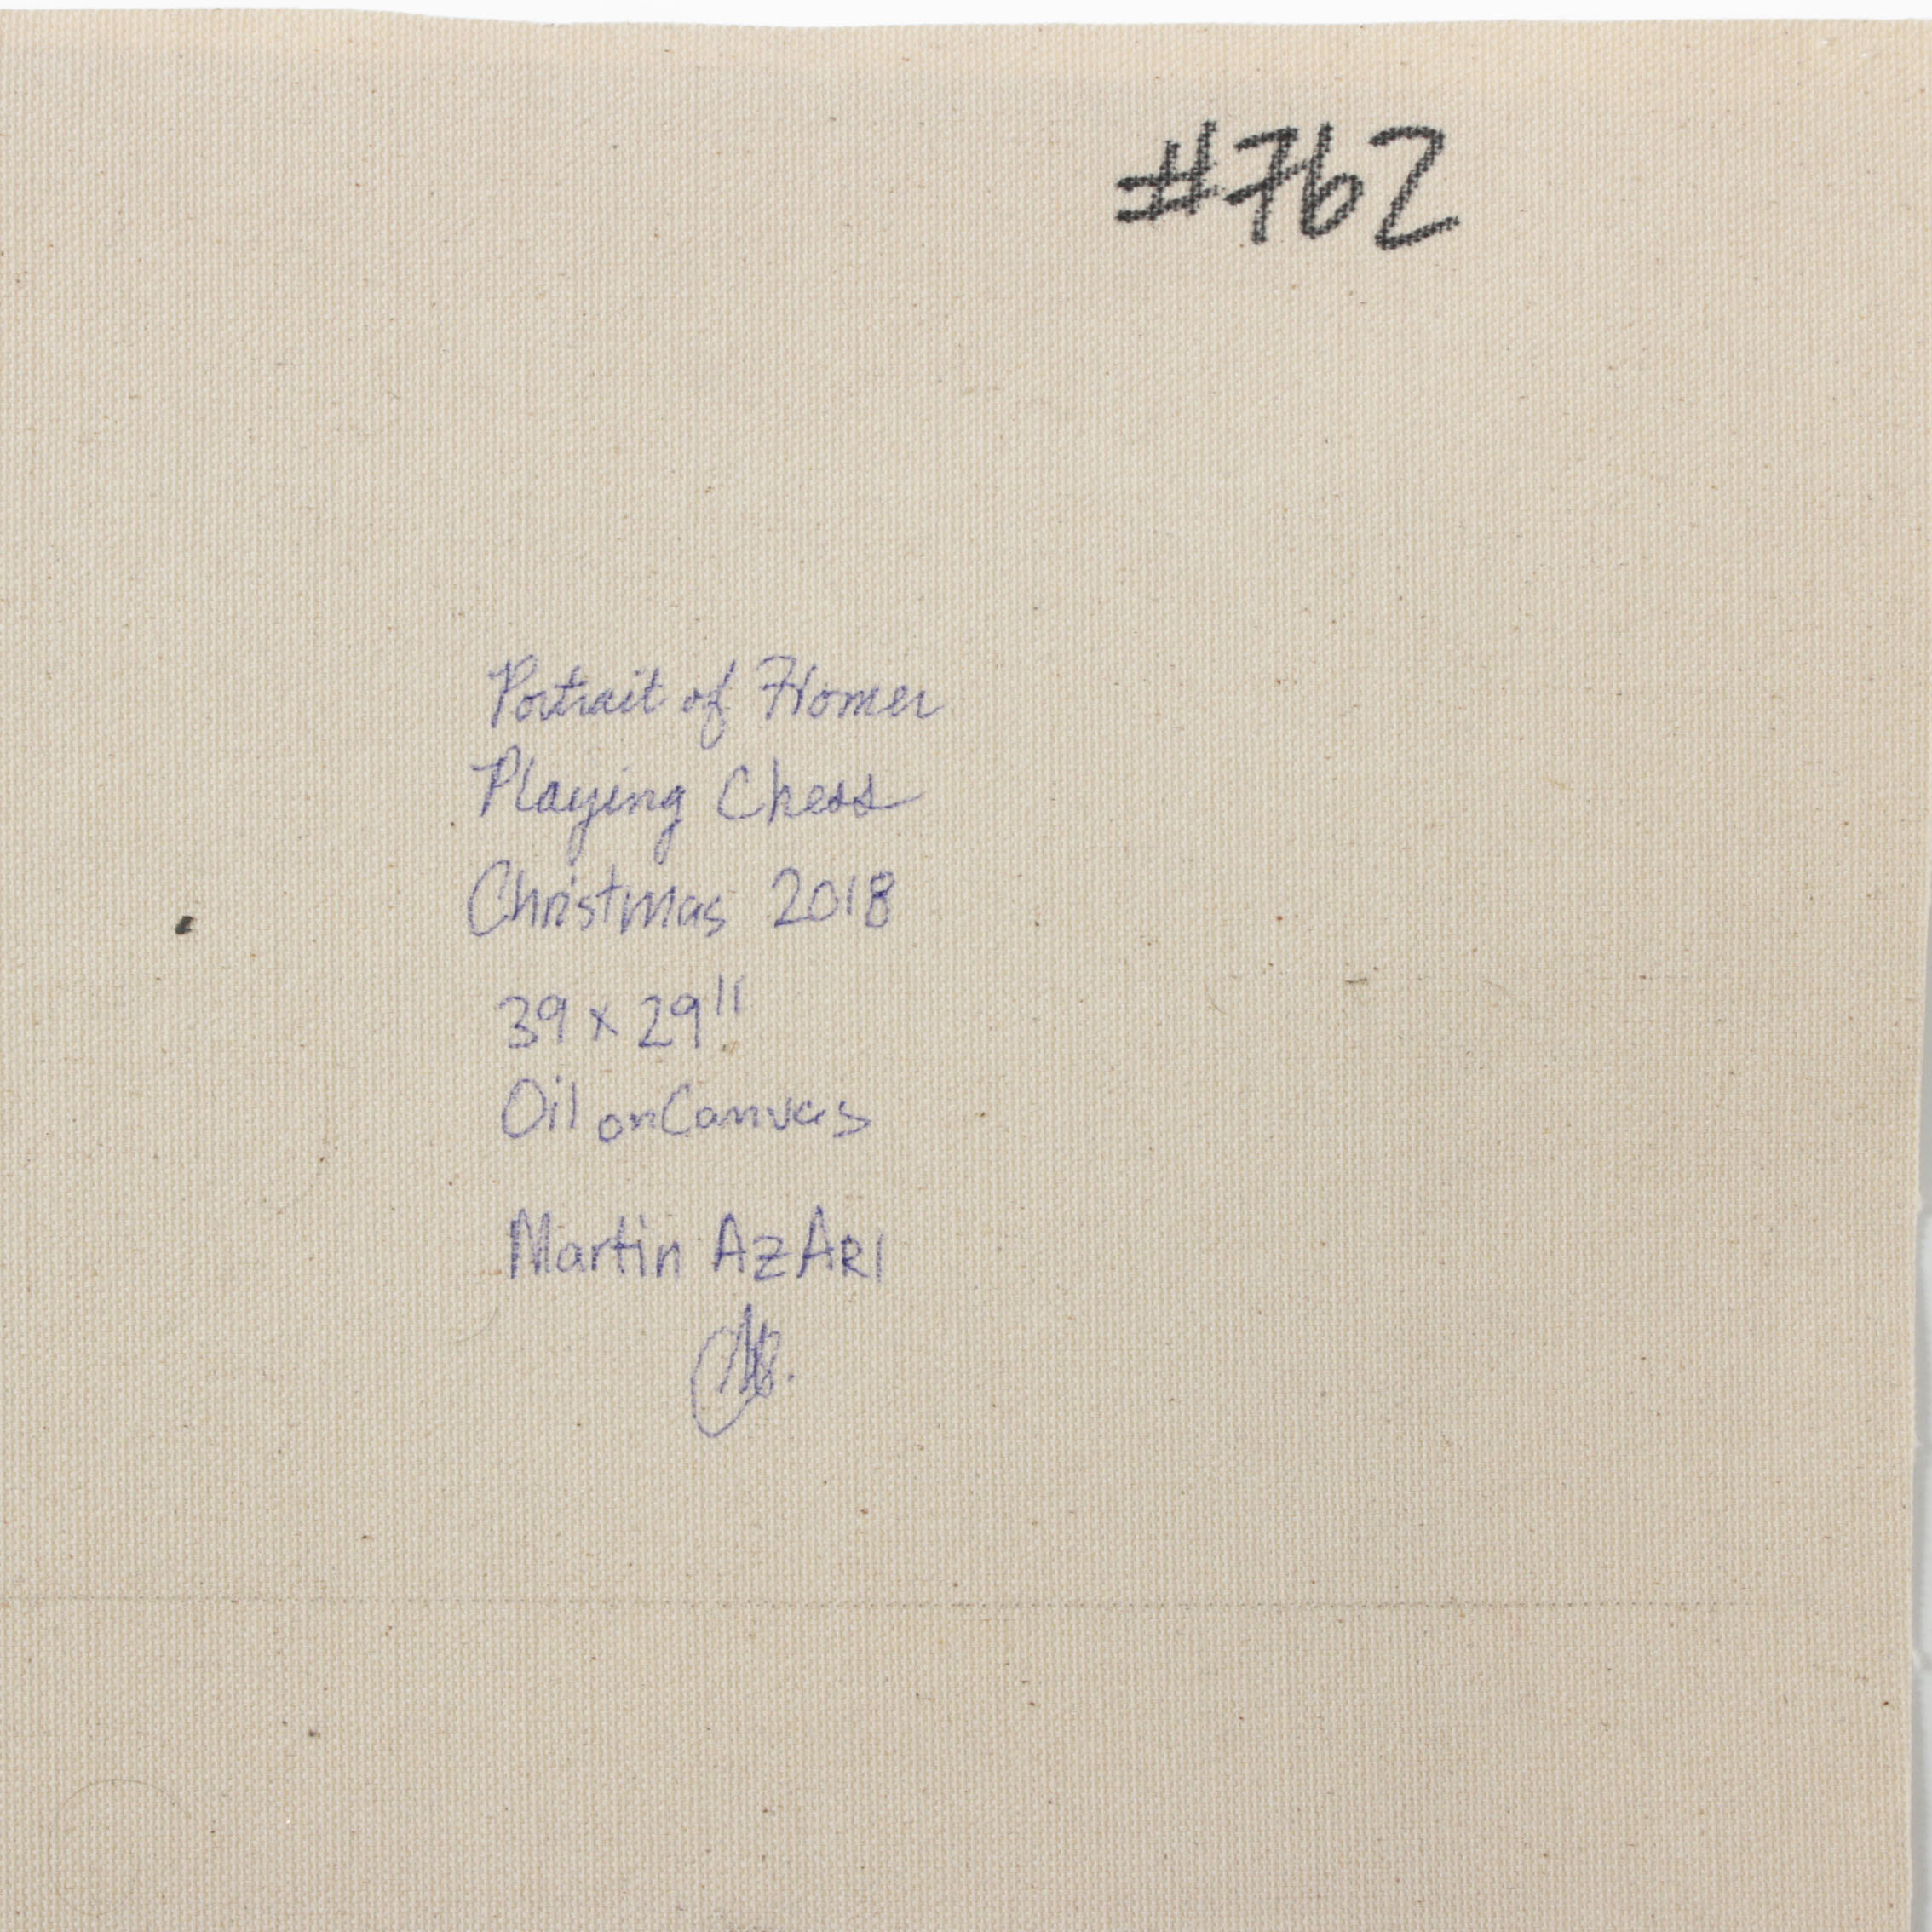 #762
Portrait of Homer
Playing Chess
Christmas 2018
39 x 29"
Oil on Canvas
Martin AZARI